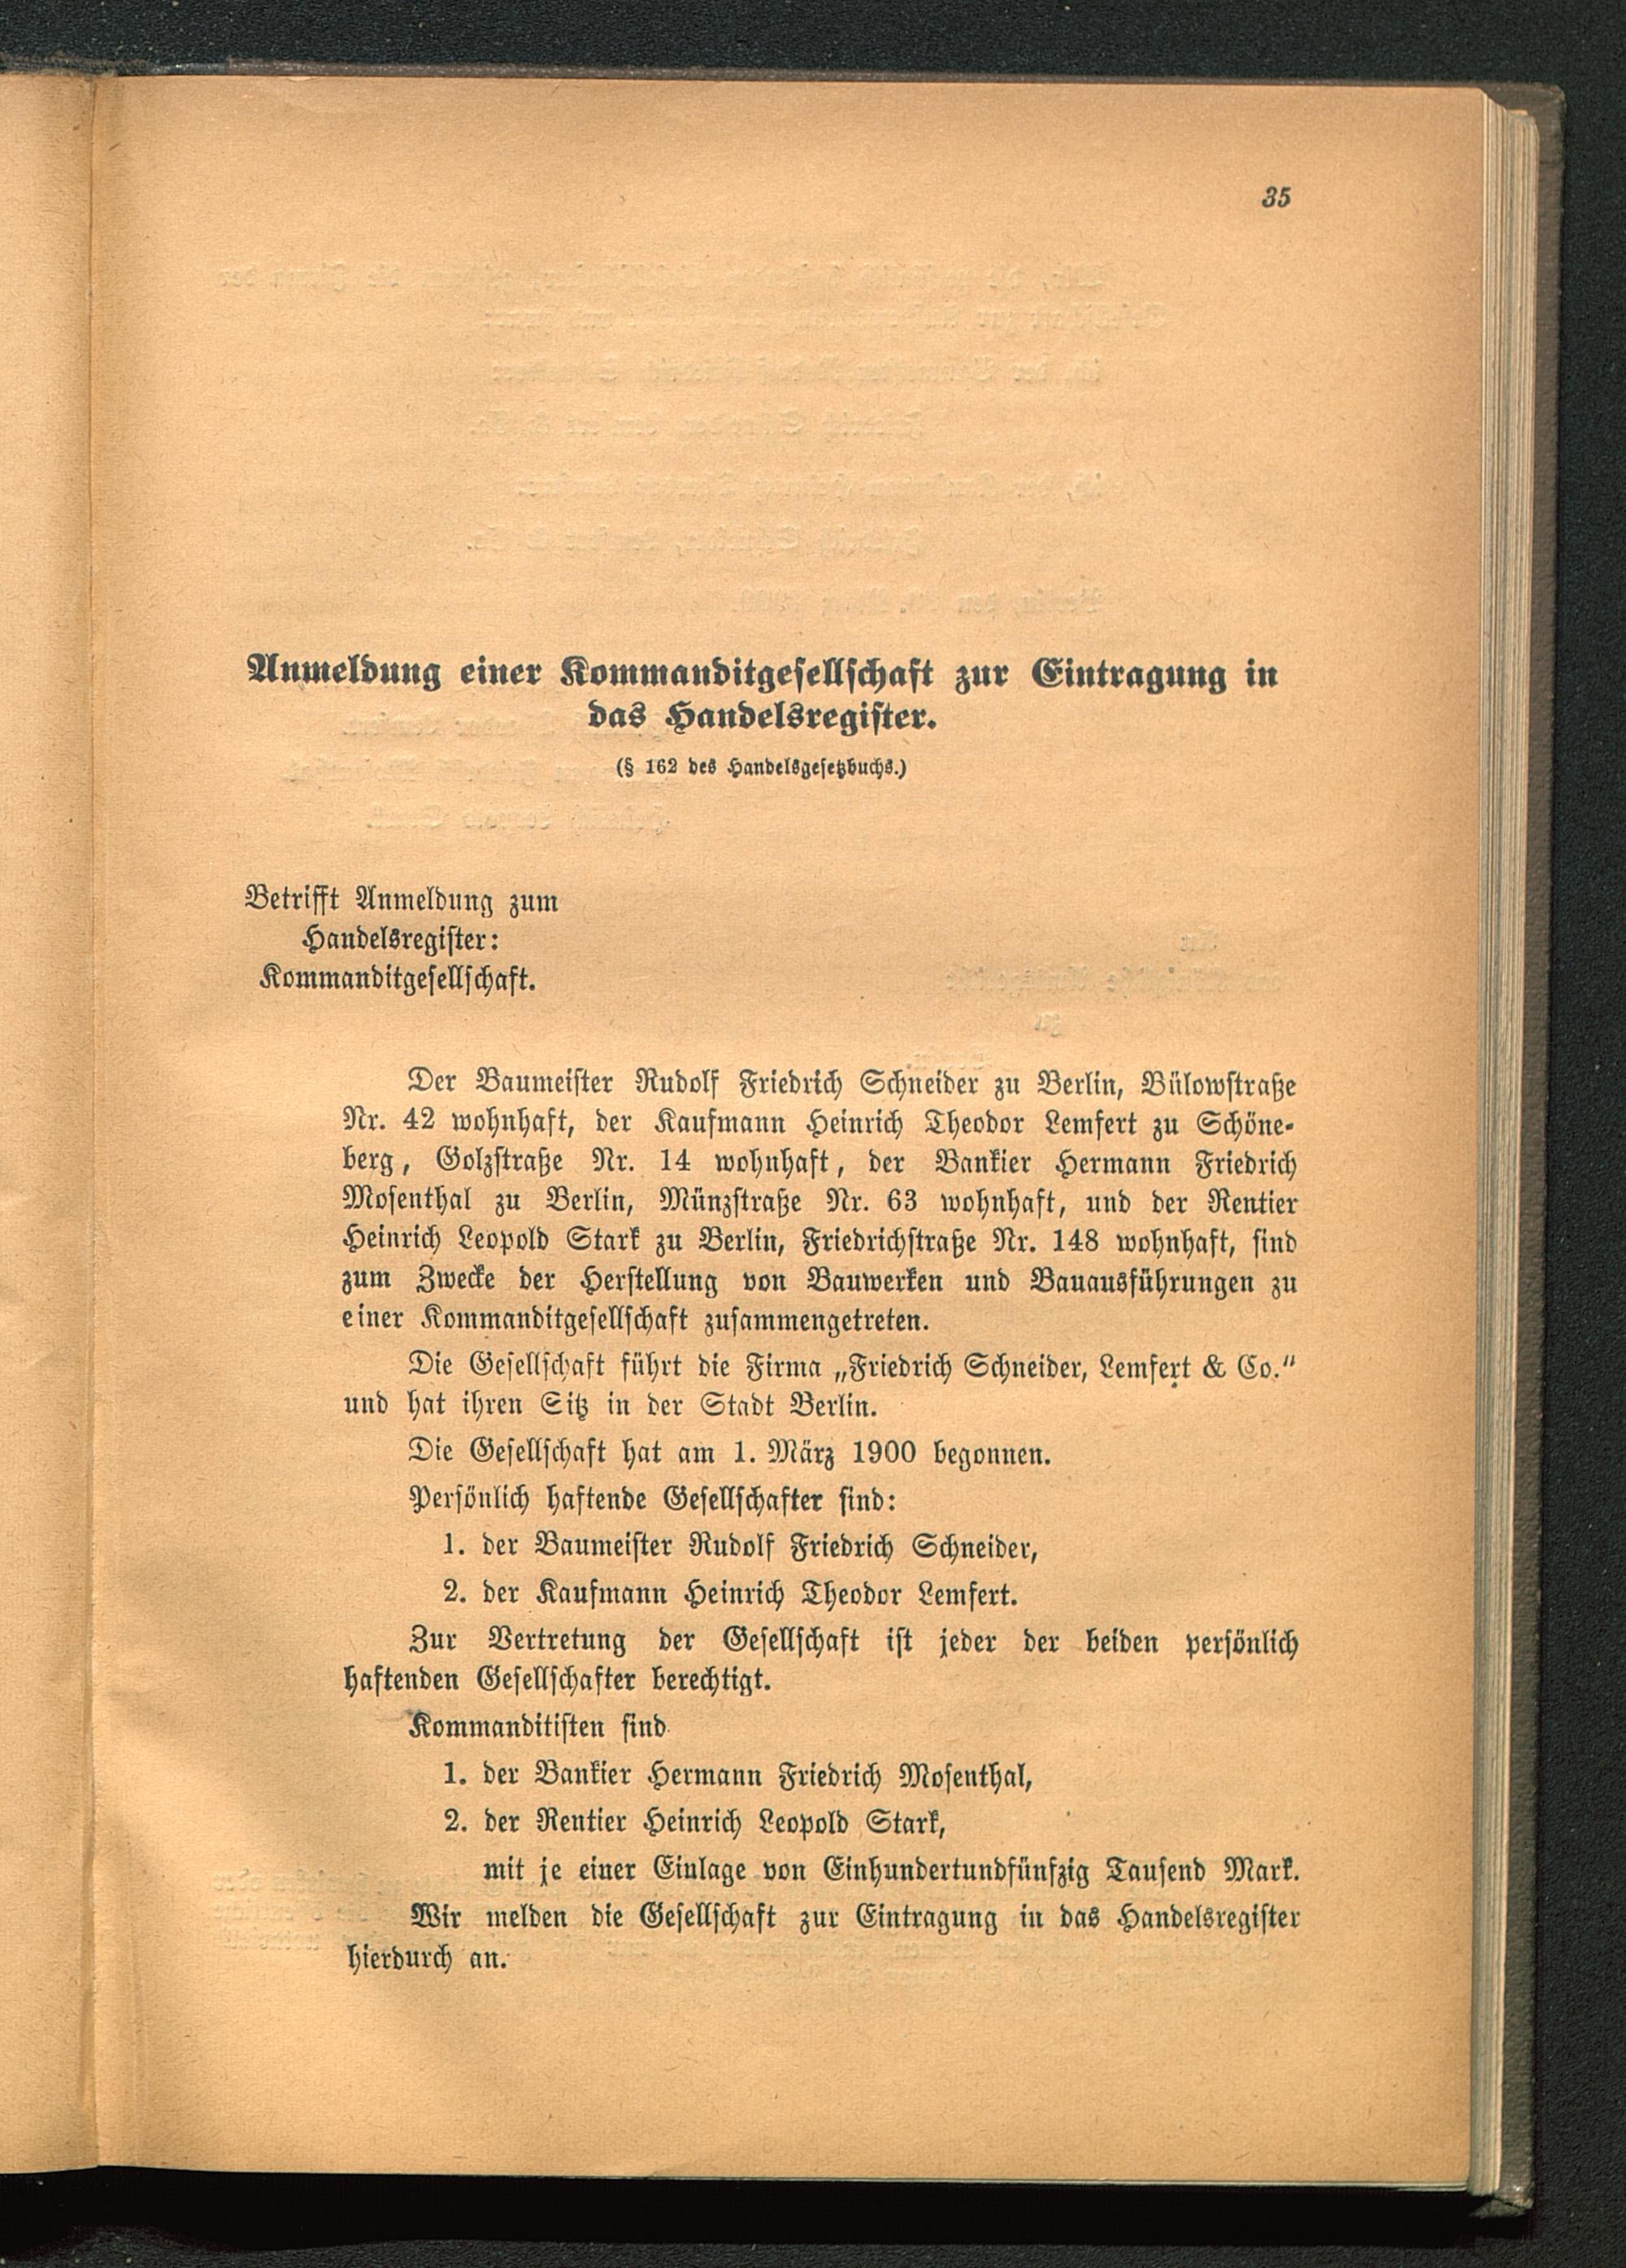 35
Anmeldung einer Kommanditgesellschaft zur Eintragung in
das Handelsregister.
(§ 162 des Handelsgesetzbuchs.)
Betrifft Anmeldung zum
Handelsregister:
Kommanditgesellschaft.
Der Baumeister Rudolf Friedrich Schneider zu Berlin, Bülowstraße
Nr. 42 wohnhaft, der Kaufmann Heinrich Theodor Lemfert zu Schöne-
berg, Golzstraße Nr. 14 wohnhaft, der Bankier Hermann Friedrich
Mosenthal zu Berlin, Münzstraße Nr. 63 wohnhaft, und der Rentier
Heinrich Leopold Stark zu Berlin, Friedrichstraße Nr. 148 wohnhaft, sind
zum Zwecke der Herstellung von Bauwerken und Bauausführungen zu
einer Kommanditgesellschaft zusammengetreten.
Die Gesellschaft führt die Firma „Friedrich Schneider, Lemfert & Co."
und hat ihren Sitz in der Stadt Berlin.
Die Gesellschaft hat am 1. März 1900 begonnen.
Persönlich haftende Gesellschafter sind:
1. der Baumeister Rudolf Friedrich Schneider,
2. der Kaufmann Heinrich Theodor Lemfert.
Zur Vertretung der Gesellschaft ist jeder der beiden persönlich
haftenden Gesellschafter berechtigt.
Kommanditisten sind
1. der Bankier Hermann Friedrich Mosenthal,
2. der Rentier Heinrich Leopold Stark,
mit je einer Einlage von Einhundertundfünfzig Tausend Mark.
Wir melden die Gesellschaft zur Eintragung in das Handelsregister
hierdurch an.